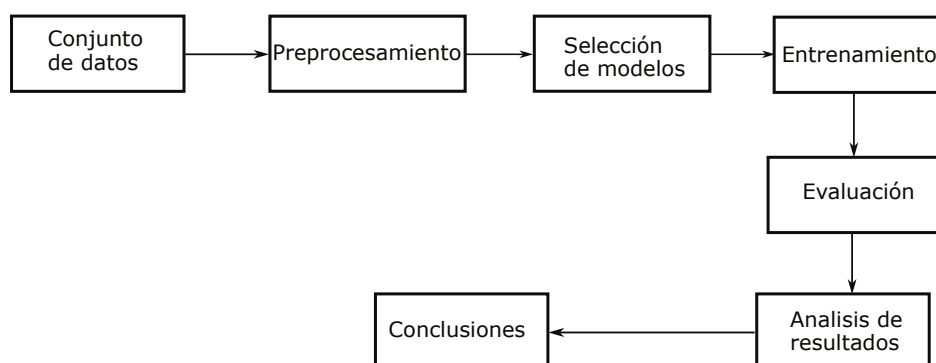 Conjunto
de datos
Preprocesamiento
Selección
de modelos
Entrenamiento
Evaluación
Analisis de
resultados
Conclusiones